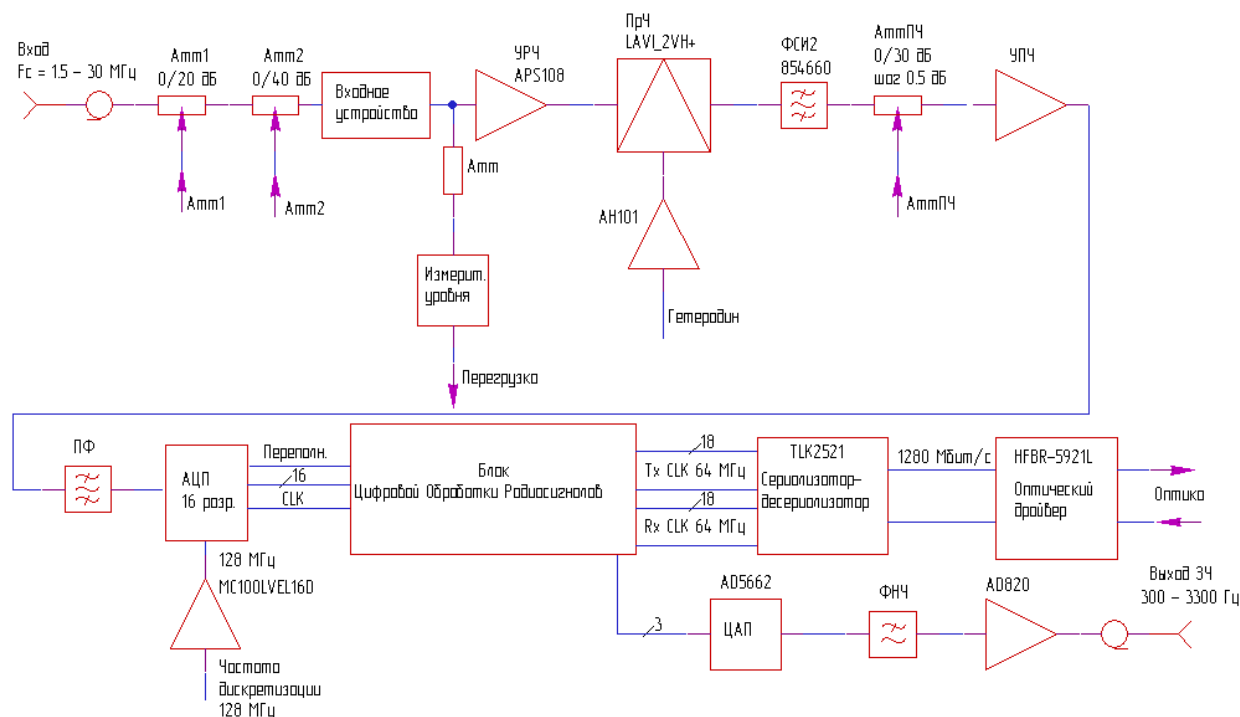 Вход
Fс = 1.5 – 30 МГц
Атт1
0/20 дБ
Атт2
0/40 дБ
Входное
устройство
УРЧ
APS108
ПрЧ
LAVI_2VH+
ФСИ2
854660
АттПЧ
0/30 дБ
шаг 0.5 дБ
УПЧ
Атт1
Атт2
Атт
АН101
АттПЧ
Измерит.
уровня
Гетеродин
Перегрузка
ПФ
АЦП
16 разр.
Переполн.
16
CLK
Блок
Цифровой Обработки Радиосигналов
18
Tx CLK 64 МГц
18
Rx CLK 64 МГц
TLK2521
Сериализатор-
десериализатор
1280 Мбит/с
HFBR-5921L
Оптический
драйвер
Оптика
128 МГц
MC100LVEL16D
Частота
дискретизации
128 МГц
3
AD5662
ЦАП
ФНЧ
AD820
Выход ЗЧ
300 – 3300 Гц